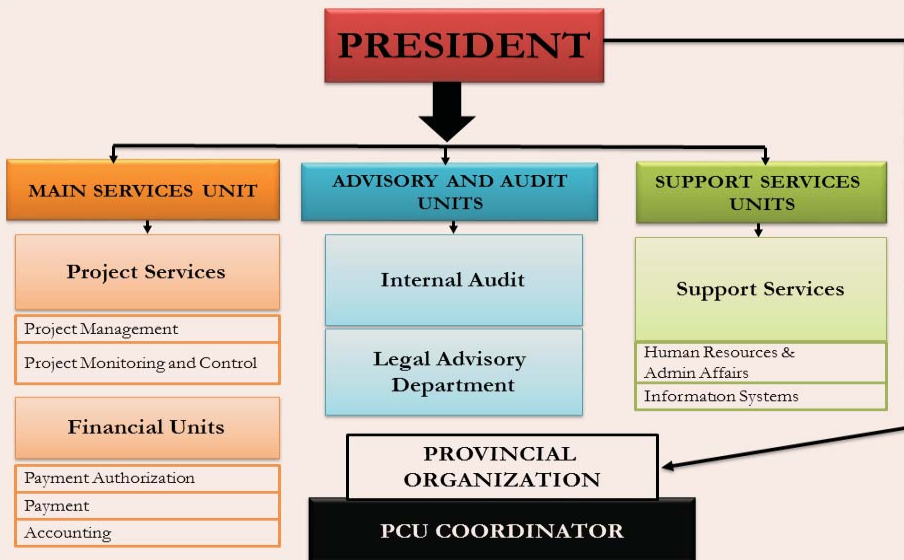 PRESIDENT
MAIN SERVICES UNIT
Project Services
Project Management
Project Monitoring and Control
Financial Units
Payment Authorization
Payment
Accounting
ADVISORY AND AUDIT
UNITS
Internal Audit
Legal Advisory
Department
SUPPORT SERVICES
UNITS
Support Services
Human Resources &
Admin Affairs
Information Systems
PROVINCIAL
ORGANIZATION
PCU COORDINATOR